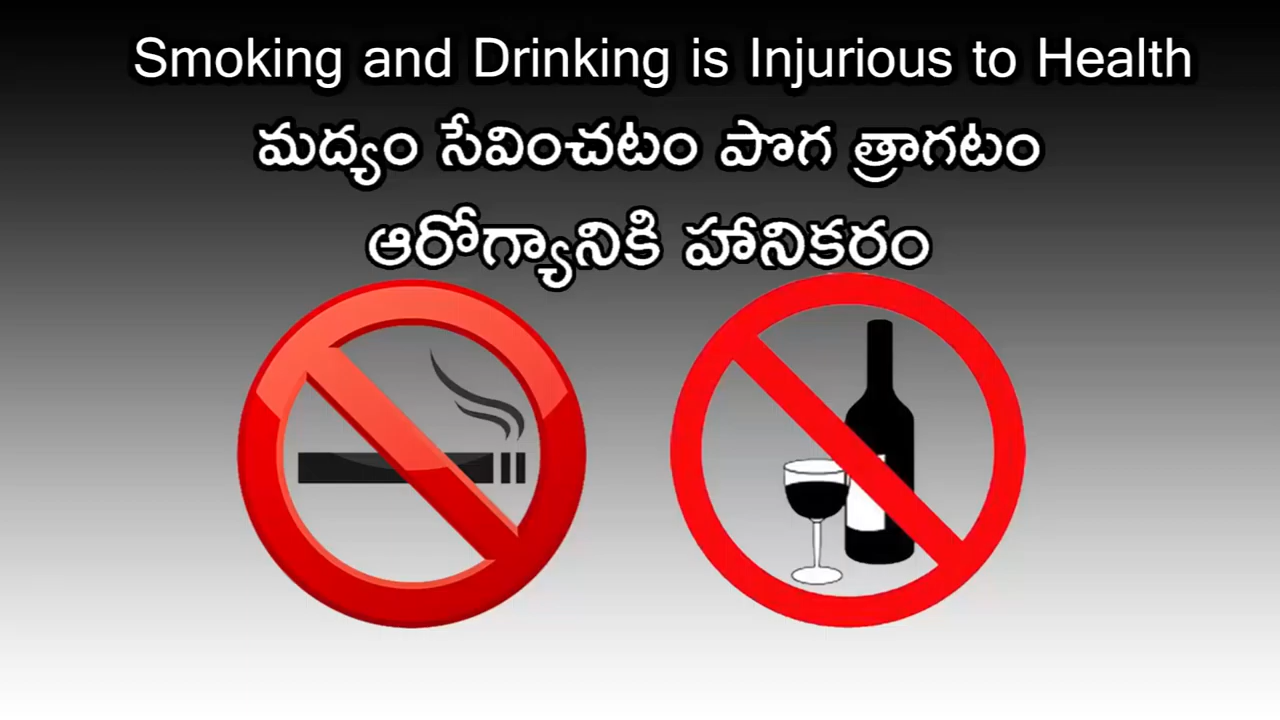 Smoking and Drinking is Injurious to Health
మద్యం సేవించటం పొగ త్రాగటం
ఆరోగ్యానికి హానికరం